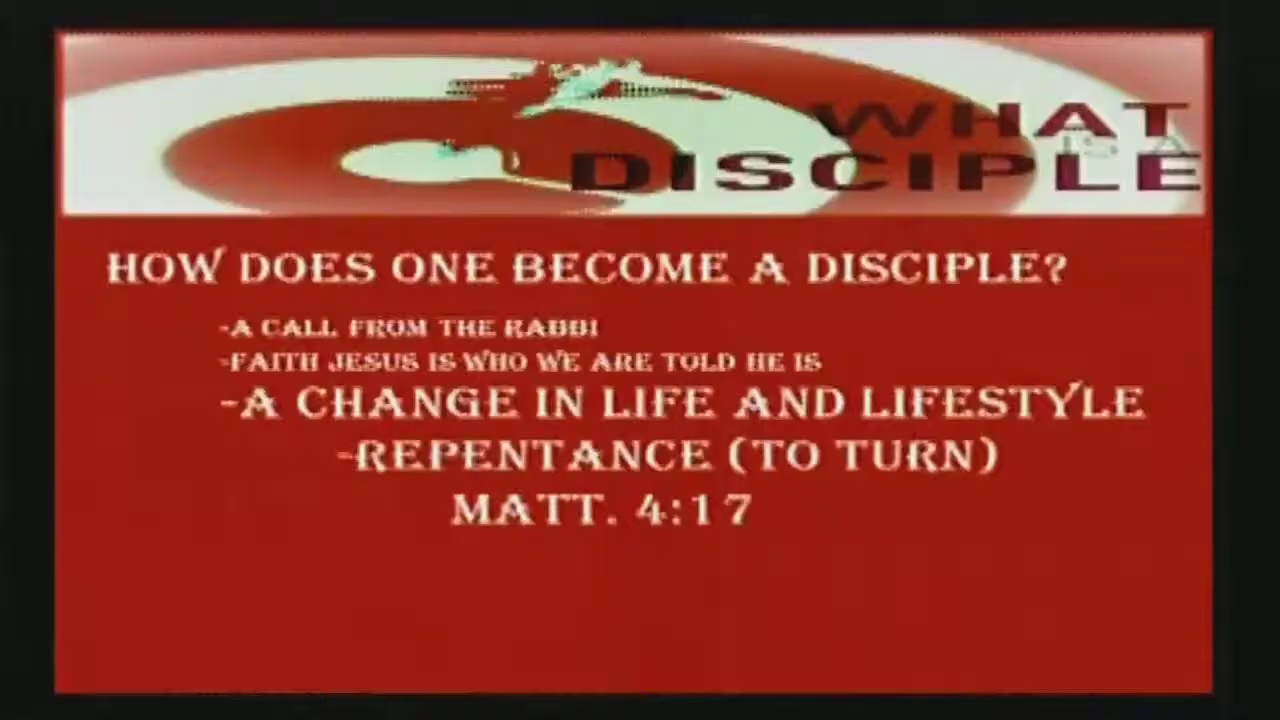 WHAT
IS A
DISCIPLE
HOW DOES ONE BECOME A DISCIPLE?
-A CALL FROM THE RABBI
-FAITH JESUS IS WHO WE ARE TOLD HE IS
-A CHANGE IN LIFE AND LIFESTYLE
-REPENTANCE (TO TURN)
MATT. 4:17